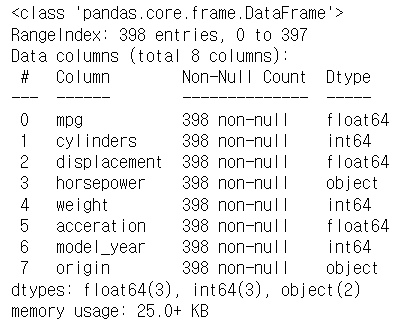 <class 'pandas.core.frame.DataFrame'>
RangeIndex: 398 entries, 0 to 397
Data columns (total 8 columns):
 #   Column        Non-Null Count  Dtype
---  ------        --------------  -----
 0   mpg           398 non-null    float64
 1   cylinders     398 non-null    int64
 2   displacement  398 non-null    float64
 3   horsepower    398 non-null    object
 4   weight        398 non-null    int64
 5   acceration    398 non-null    float64
 6   model_year    398 non-null    int64
 7   origin        398 non-null    object
dtypes: float64(3), int64(3), object(2)
memory usage: 25.0+ KB